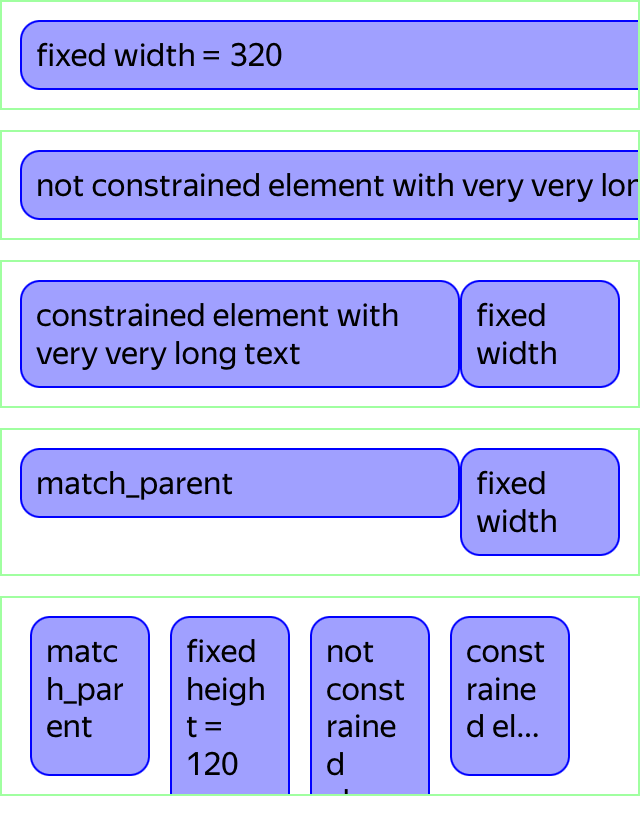 fixed width = 320
not constrained element with very very lor
constrained element with
very very long text
fixed
width
match_parent
fixed
width
matc
h_par
ent
fixed
heigh
t =
120
not
const
raine
d
const
raine
d el...